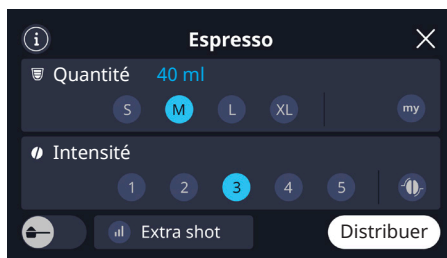 i Espresso
Quantité 40 ml
S M L XL my
Intensité
1 2 3 4 5
Extra shot Distribuer